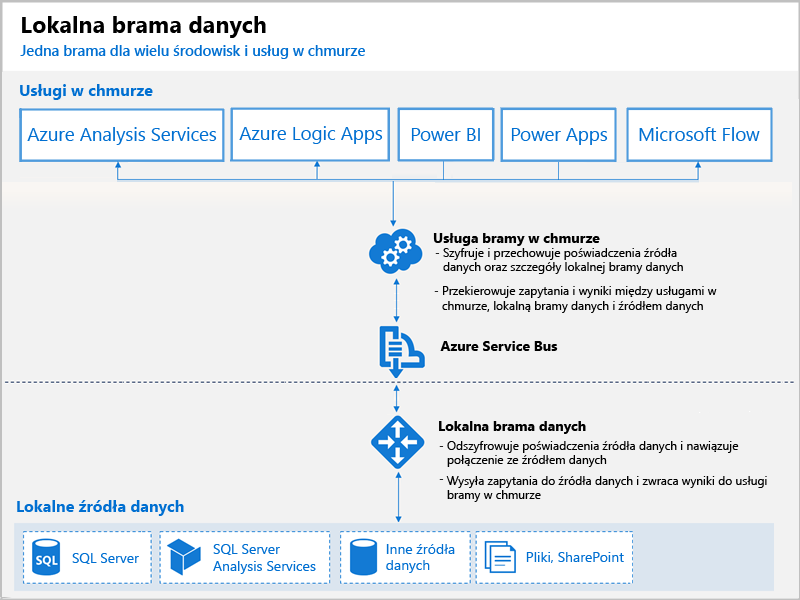 Lokalna brama danych
Jedna brama dla wielu środowisk i usług w chmurze
Usługi w chmurze
Azure Analysis Services
Azure Logic Apps
Power BI
Power Apps
Microsoft Flow
Usługa bramy w chmurze
- Szyfruje i przechowuje poświadczenia źródła
danych oraz szczegóły lokalnej bramy danych
- Przekierowuje zapytania i wyniki między usługami w
chmurze, lokalną bramy danych i źródłem danych
Azure Service Bus
Lokalna brama danych
- Odszyfrowuje poświadczenia źródła danych i nawiązuje
połączenie ze źródłem danych
- Wysyła zapytania do źródła danych i zwraca wyniki do usługi
bramy w chmurze
Lokalne źródła danych
SQL
SQL Server
SQL Server
Analysis Services
Inne źródła
danych
Pliki, SharePoint